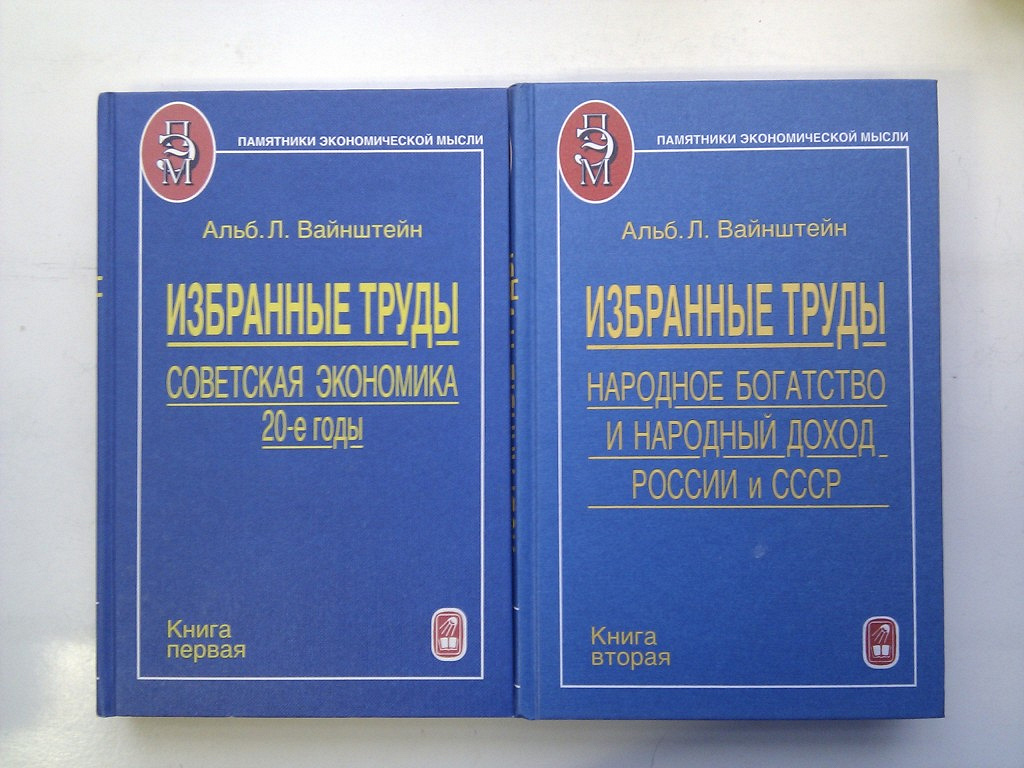 ПЭМ
ПАМЯТНИКИ ЭКОНОМИЧЕСКОЙ МЫСЛИ
Альб. Л. Вайнштейн
ИЗБРАННЫЕ ТРУДЫ
СОВЕТСКАЯ ЭКОНОМИКА
20-е годы
Книга
первая
ПЭМ
ПАМЯТНИКИ ЭКОНОМИЧЕСКОЙ МЫСЛИ
Альб. Л. Вайнштейн
ИЗБРАННЫЕ ТРУДЫ
НАРОДНОЕ БОГАТСТВО
И НАРОДНЫЙ ДОХОД
РОССИИ и СССР
Книга
вторая